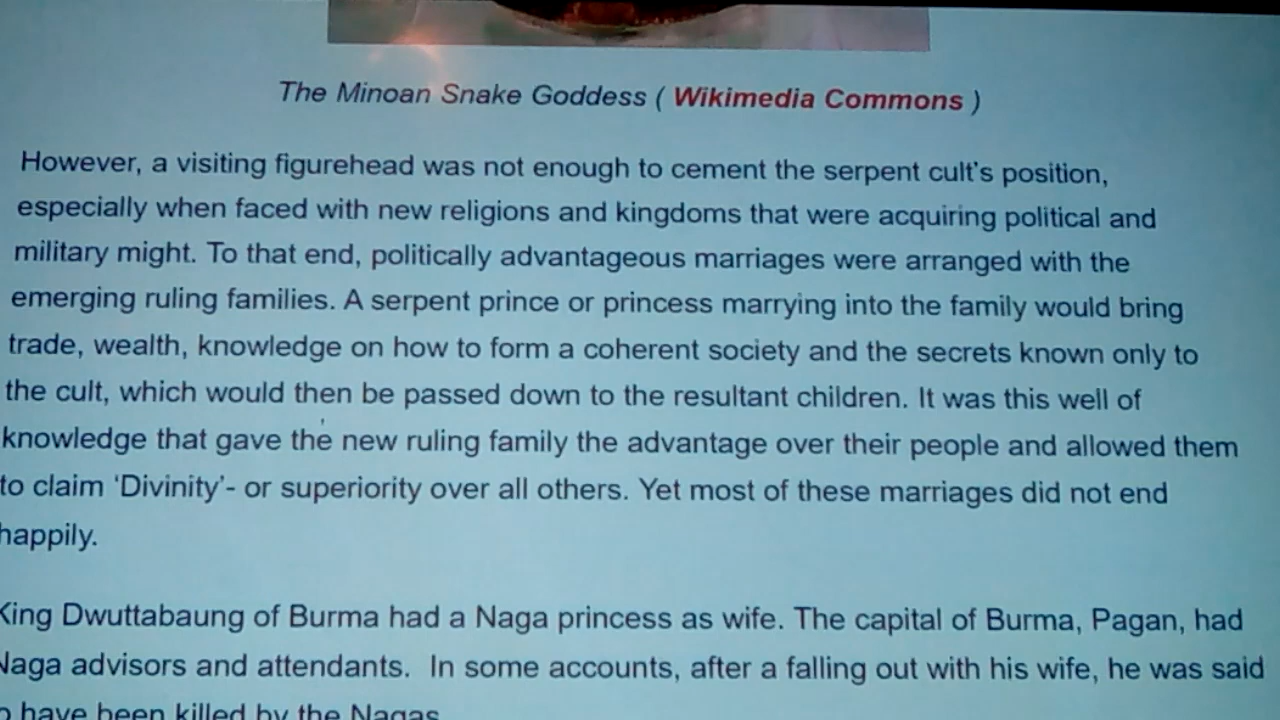 The Minoan Snake Goddess ( Wikimedia Commons )
However, a visiting figurehead was not enough to cement the serpent cult's position,
especially when faced with new religions and kingdoms that were acquiring political and
military might. To that end, politically advantageous marriages were arranged with the
emerging ruling families. A serpent prince or princess marrying into the family would bring
trade, wealth, knowledge on how to form a coherent society and the secrets known only to
the cult, which would then be passed down to the resultant children. It was this well of
knowledge that gave the new ruling family the advantage over their people and allowed them
to claim ‘Divinity’- or superiority over all others. Yet most of these marriages did not end
happily.
King Dwuttabaung of Burma had a Naga princess as wife. The capital of Burma, Pagan, had
Naga advisors and attendants.  In some accounts, after a falling out with his wife, he was said
o have been killed by the Nagas